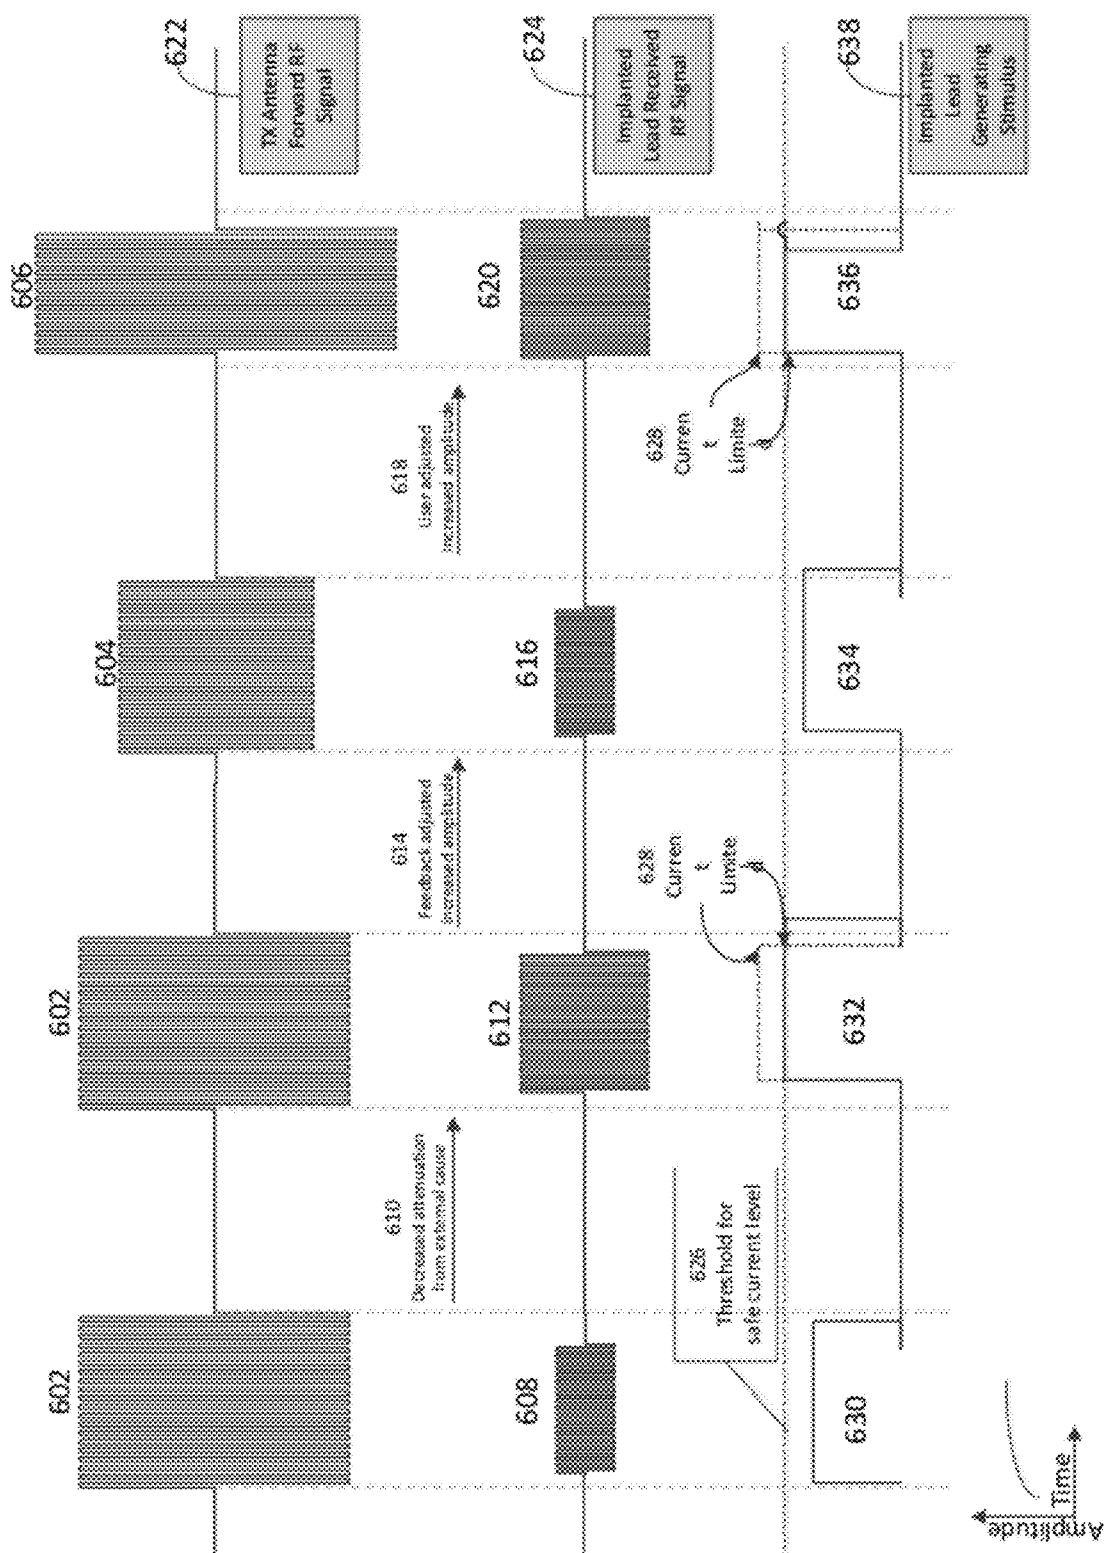 602
602
604
606
622
TX Antenna
Forward RF
Signal
610
Decreased attenuation
from external cause
614
Feedback adjusted
increased amplitude
618
User adjusted
increased amplitude
608
612
616
620
624
Implanted
Lead Received
RF Signal
626
Threshold for
safe current level
628
Curren
t
Limite
d
628
Curren
t
Limite
d
630
632
634
636
638
Implanted
Lead
Generating
Stimulus
Amplitude
Time